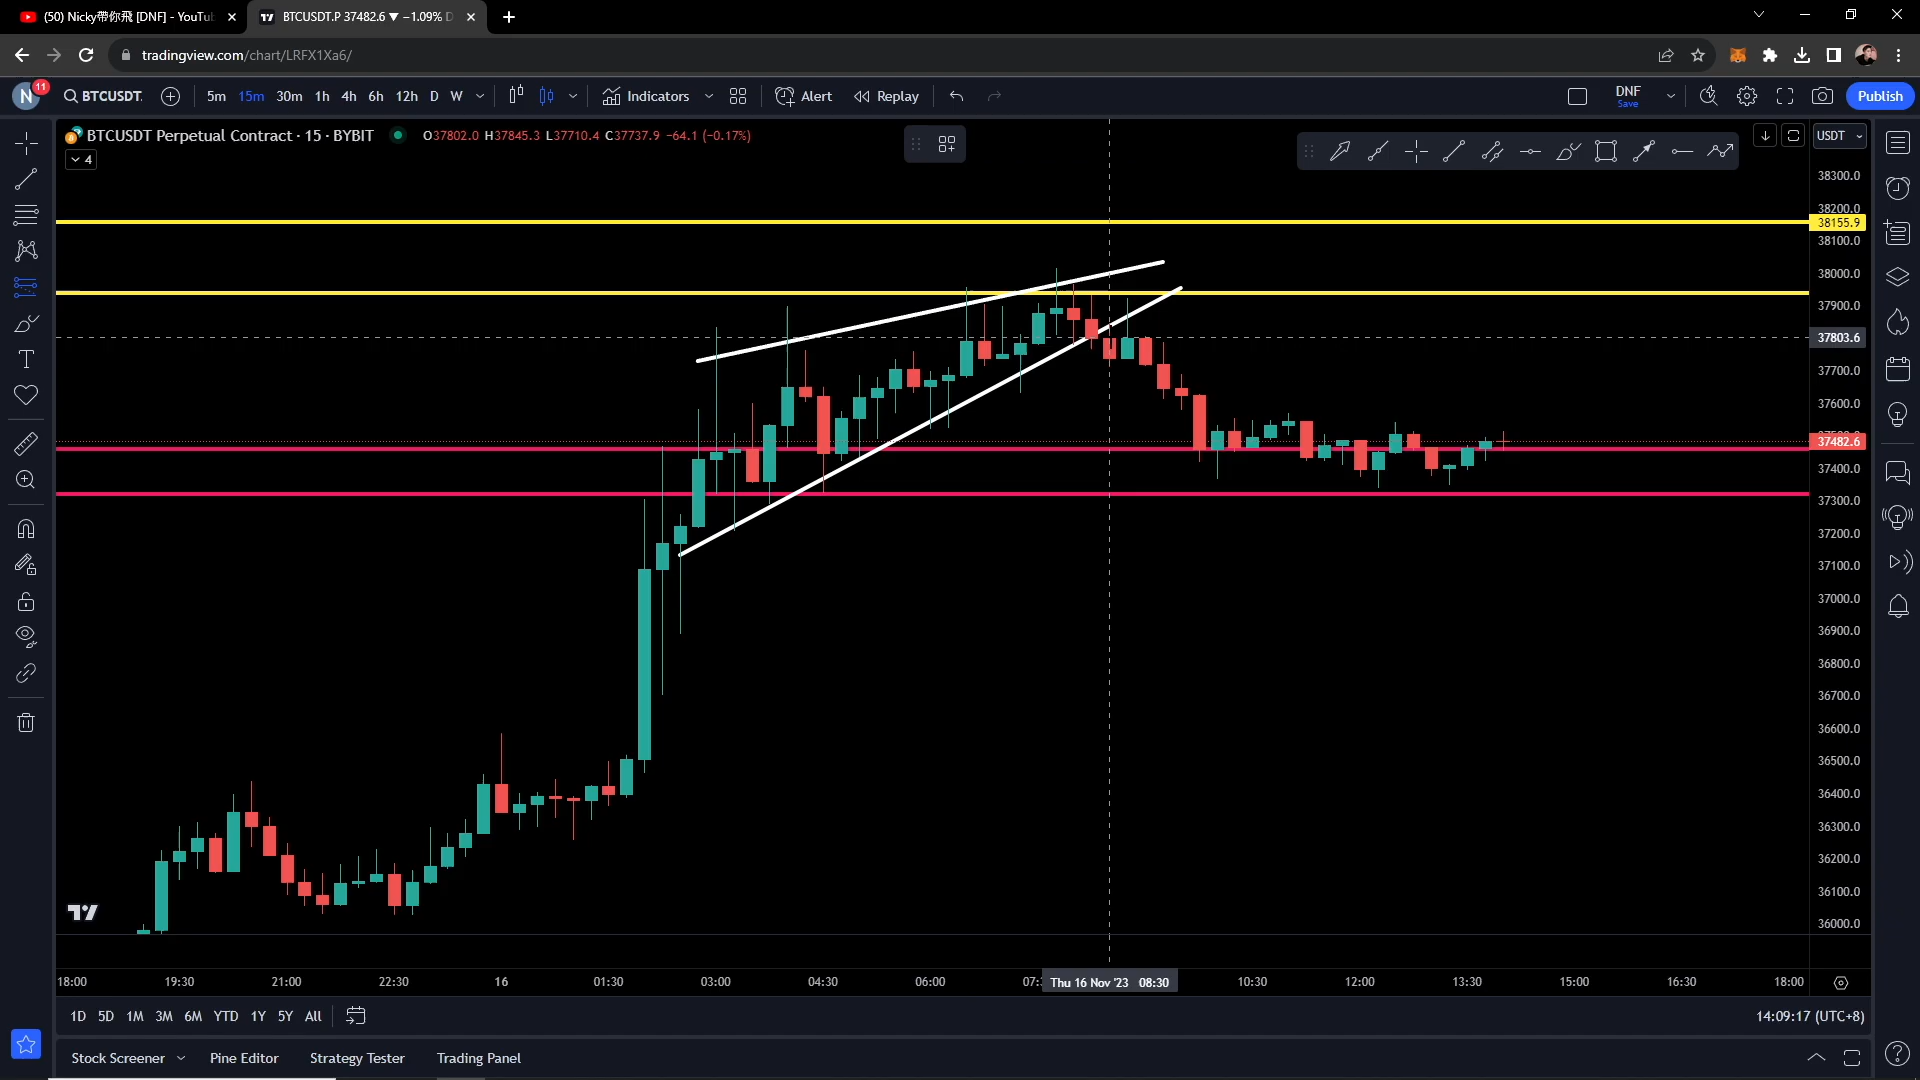 (50) Nicky帶你飛 [DNF] - YouTu
BTCUSDT.P 37482.6 ▼ −1.09% D
tradingview.com/chart/LRFX1Xa6/
N
11
BTCUSDT.
5m 15m 30m 1h 4h 6h 12h D W
Indicators
Alert
Replay
DNF
Save
Publish
BTCUSDT Perpetual Contract · 15 · BYBIT
O37802.0 H37845.3 L37710.4 C37737.9 −64.1 (−0.17%)
USDT
4
38300.0
38200.0
38155.9
38100.0
38000.0
37900.0
37803.6
37700.0
37600.0
37482.6
37400.0
37300.0
37200.0
37100.0
37000.0
36900.0
36800.0
36700.0
36600.0
36500.0
36400.0
36300.0
36200.0
36100.0
36000.0
18:00 19:30 21:00 22:30 16 01:30 03:00 04:30 06:00 07: Thu 16 Nov '23 08:30 10:30 12:00 13:30 15:00 16:30 18:00
1D 5D 1M 3M 6M YTD 1Y 5Y All
14:09:17 (UTC+8)
Stock Screener
Pine Editor
Strategy Tester
Trading Panel